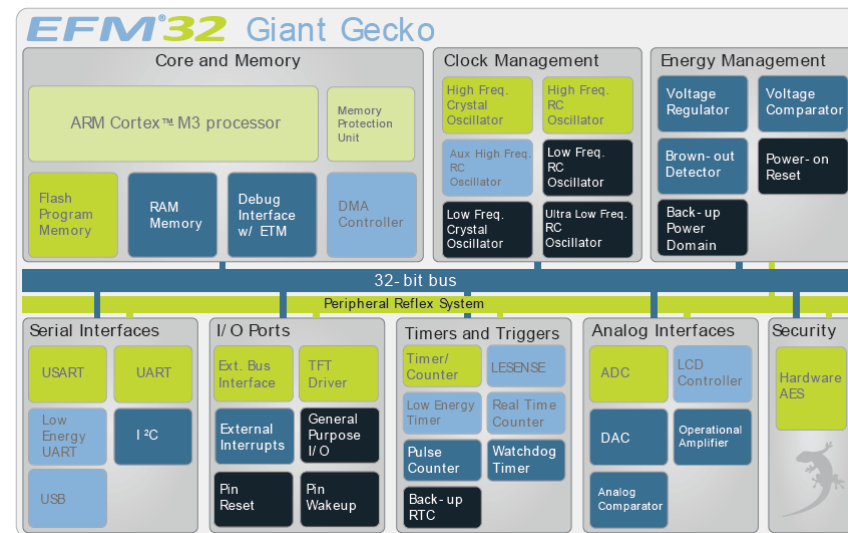 EFM®32 Giant Gecko
Core and Memory
ARM Cortex™ M3 processor
Memory
Protection
Unit
Flash
Program
Memory
RAM
Memory
Debug
Interface
w/ ETM
DMA
Controller
Clock Management
High Freq.
Crystal
Oscillator
High Freq.
RC
Oscillator
Aux High Freq.
RC
Oscillator
Low Freq.
RC
Oscillator
Low Freq.
Crystal
Oscillator
Ultra Low Freq.
RC
Oscillator
Energy Management
Voltage
Regulator
Voltage
Comparator
Brown-out
Detector
Power-on
Reset
Back-up
Power
Domain
32-bit bus
Peripheral Reflex System
Serial Interfaces
USART
UART
Low
Energy
UART
I²C
USB
I/O Ports
Ext. Bus
Interface
TFT
Driver
External
Interrupts
General
Purpose
I/O
Pin
Reset
Pin
Wakeup
Timers and Triggers
Timer/
Counter
LESENSE
Low Energy
Timer
Real Time
Counter
Pulse
Counter
Watchdog
Timer
Back-up
RTC
Analog Interfaces
ADC
LCD
Controller
DAC
Operational
Amplifier
Analog
Comparator
Security
Hardware
AES